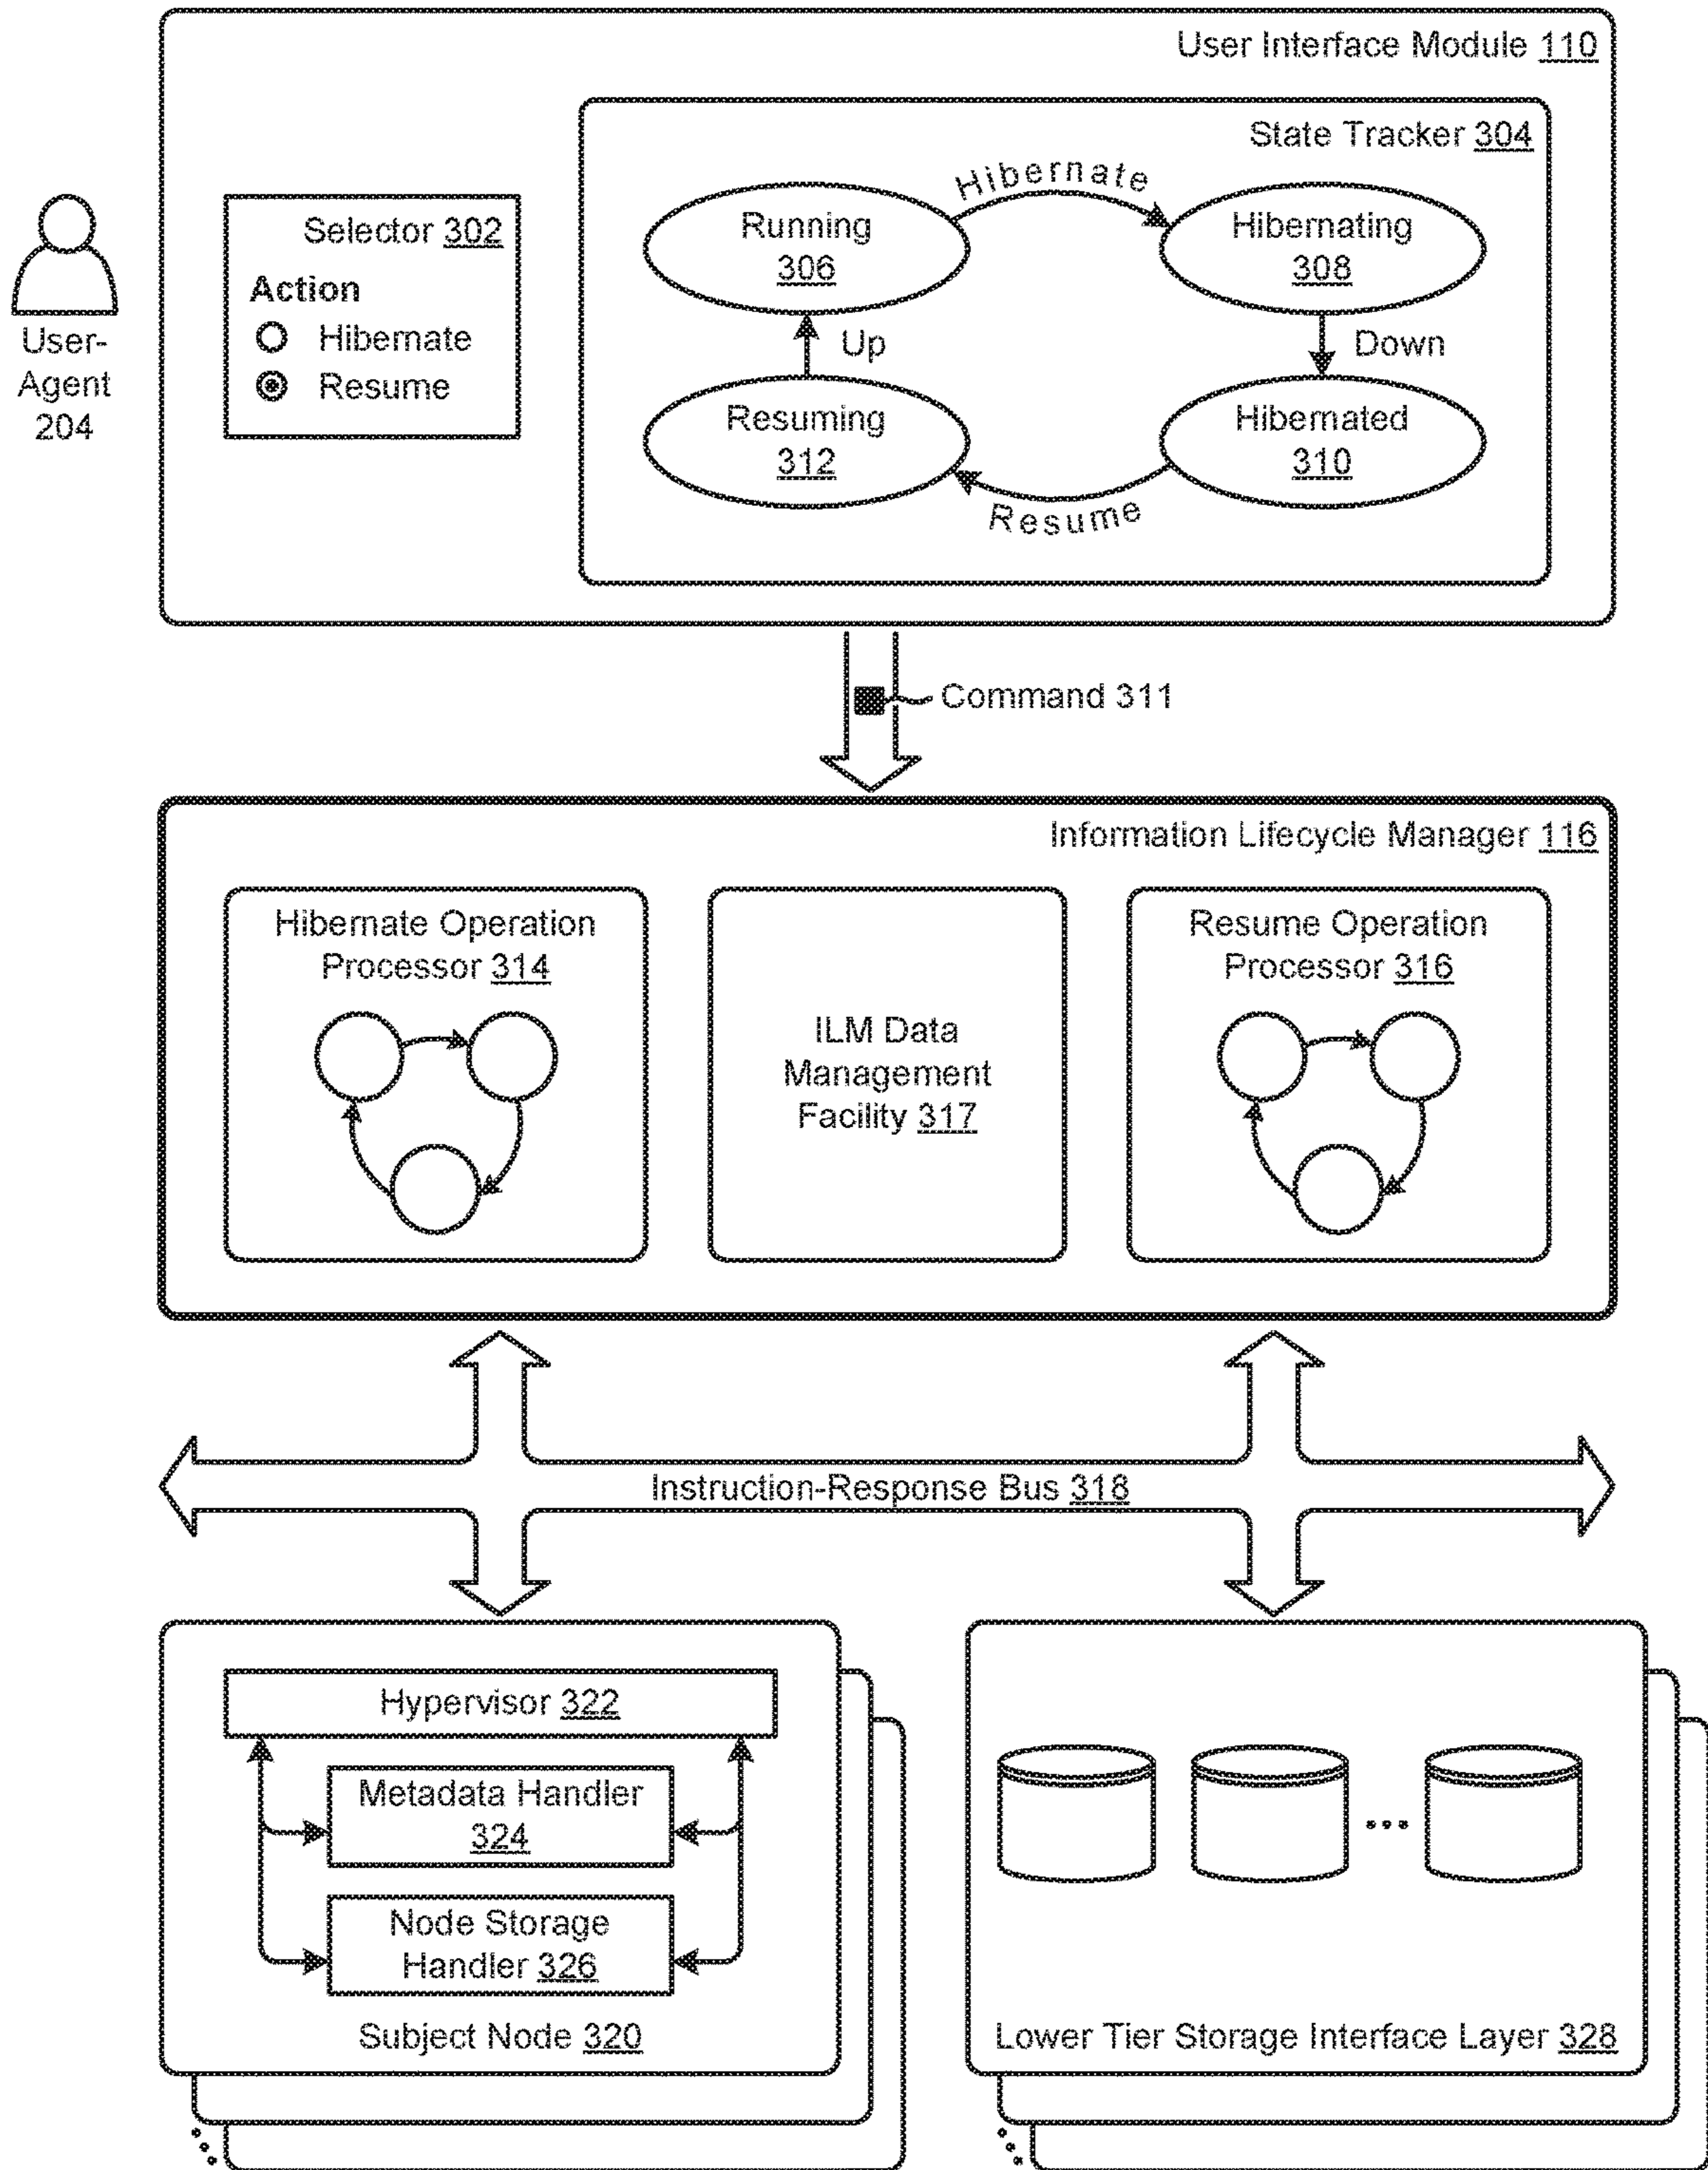 User Interface Module 110
State Tracker 304
Hibernate
Running
306
Hibernating
308
Up
Down
Resuming
312
Hibernated
310
Resume
Selector 302
Action
Hibernate
Resume
User-
Agent
204
Command 311
Information Lifecycle Manager 116
Hibernate Operation
Processor 314
ILM Data
Management
Facility 317
Resume Operation
Processor 316
Instruction-Response Bus 318
Hypervisor 322
Metadata Handler
324
Node Storage
Handler 326
Subject Node 320
...
Lower Tier Storage Interface Layer 328